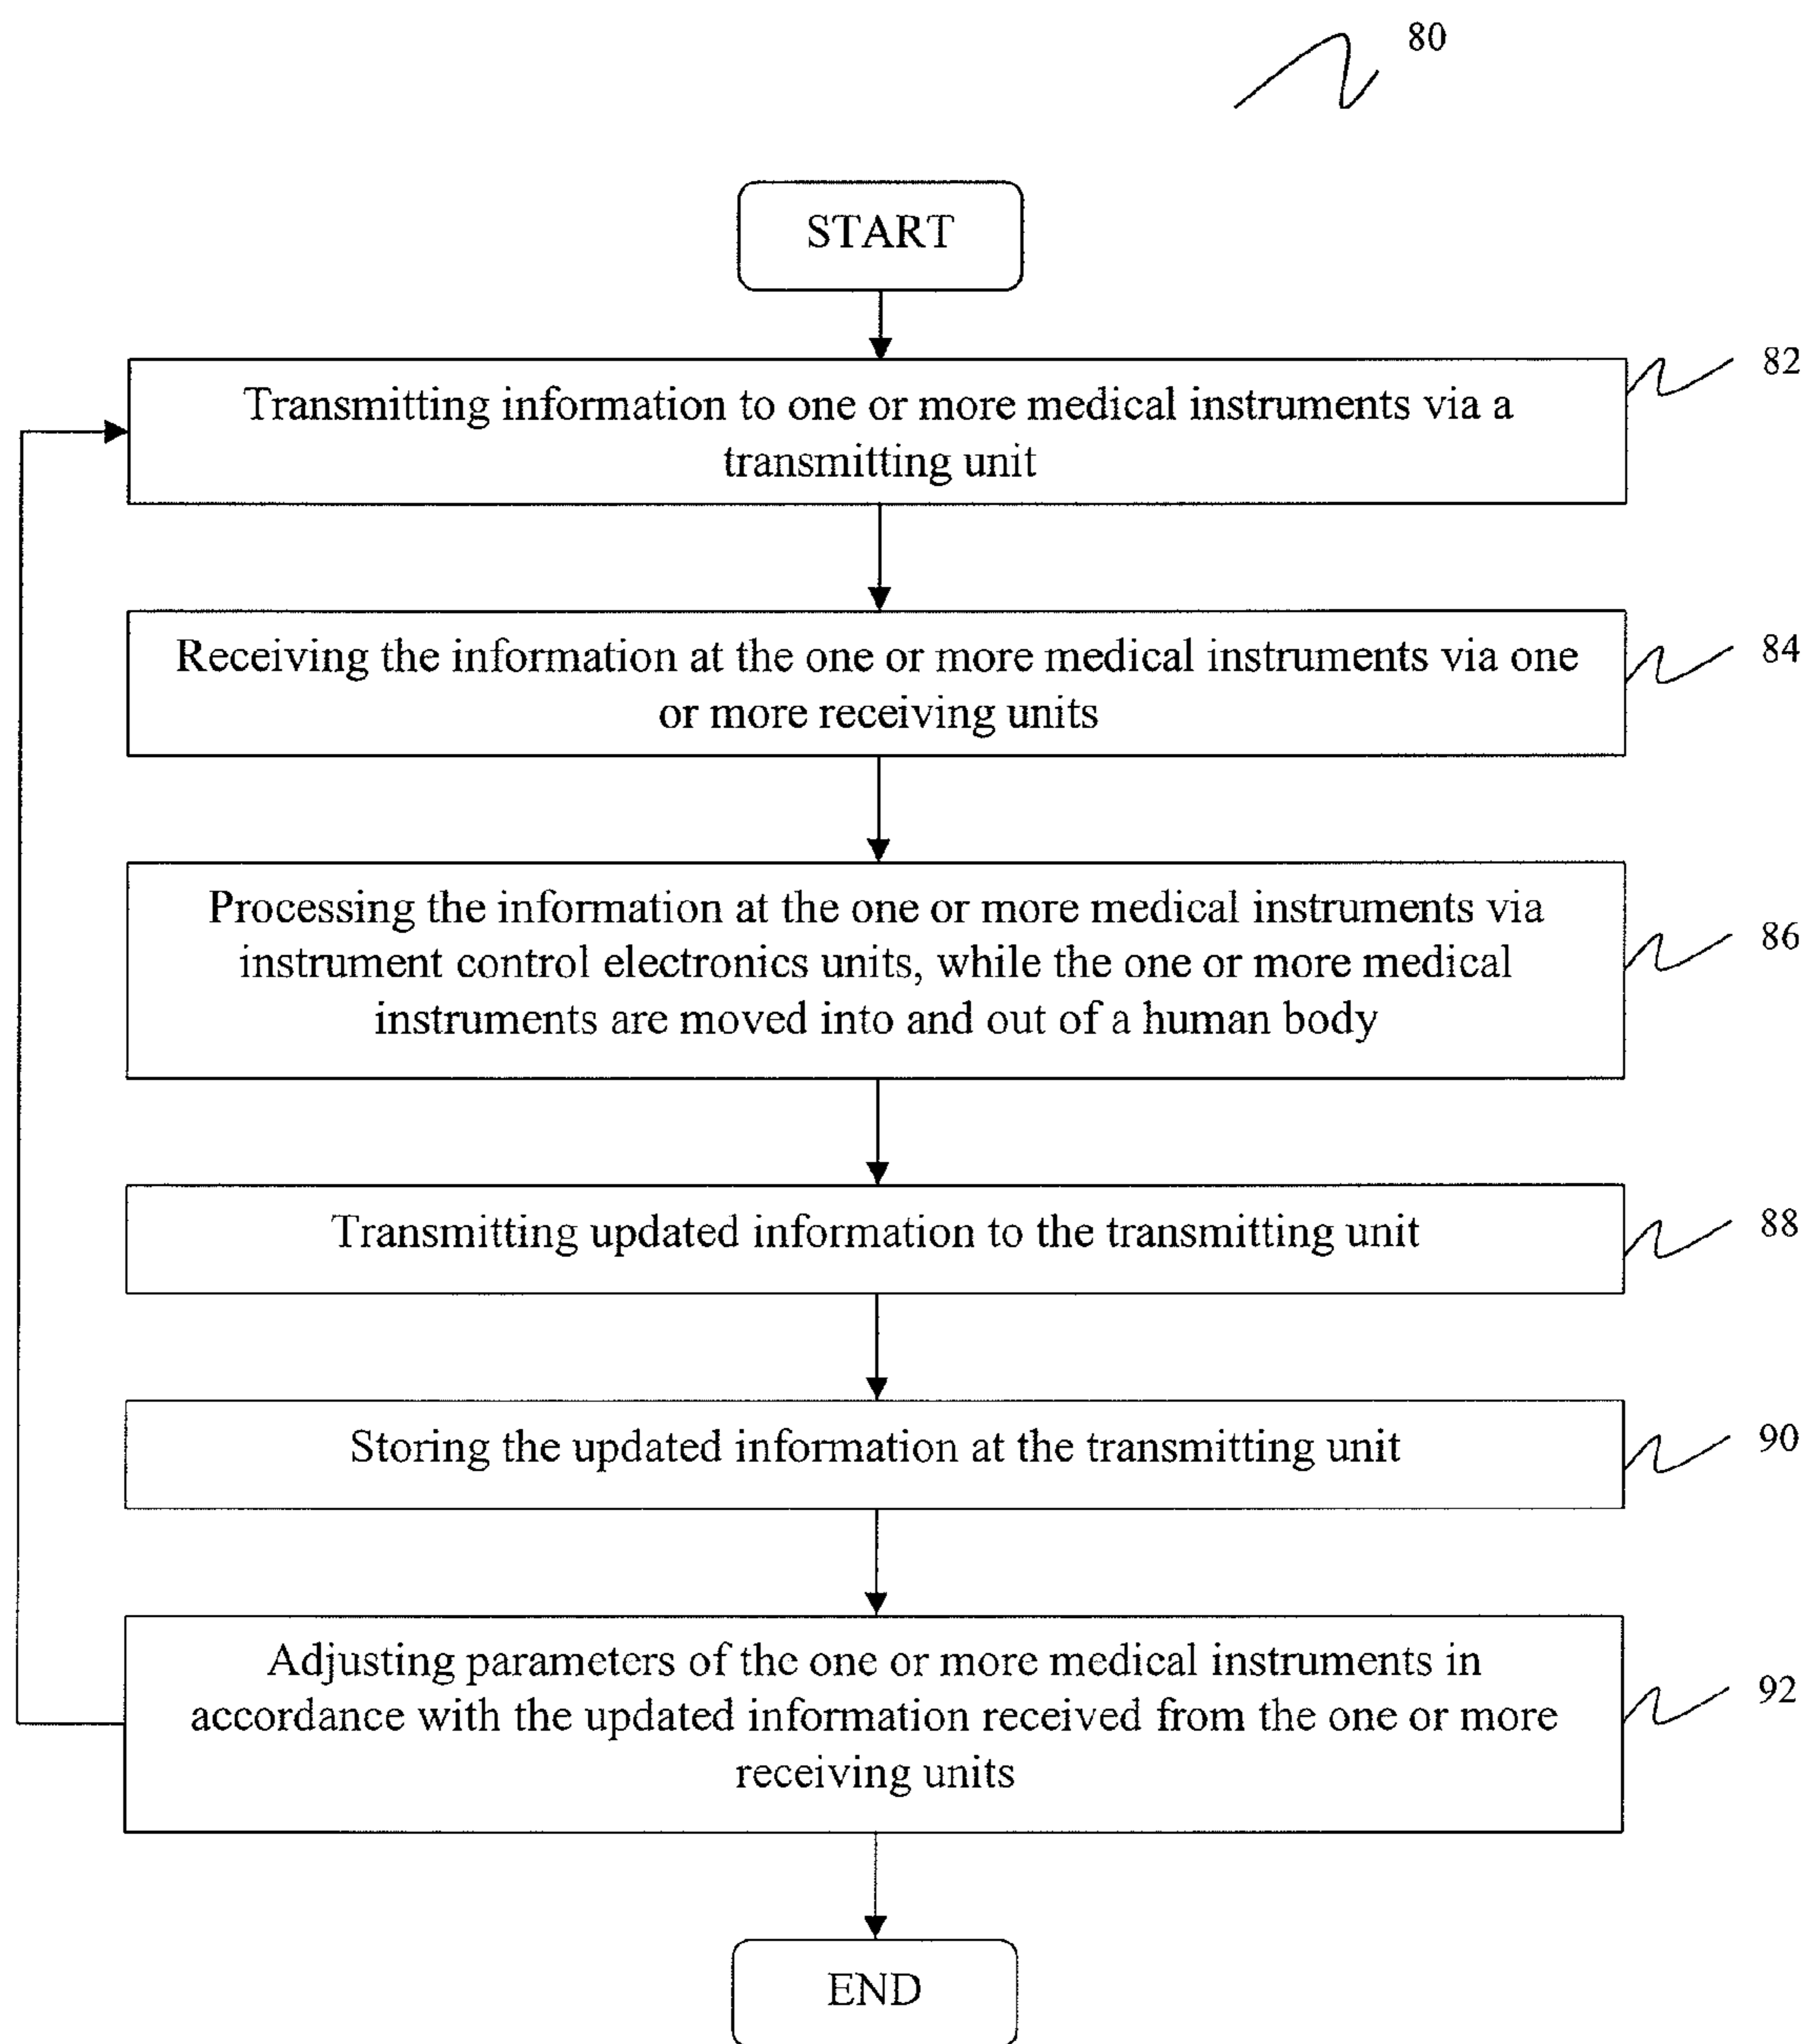 80
START
82
Transmitting information to one or more medical instruments via a
transmitting unit
84
Receiving the information at the one or more medical instruments via one
or more receiving units
86
Processing the information at the one or more medical instruments via
instrument control electronics units, while the one or more medical
instruments are moved into and out of a human body
88
Transmitting updated information to the transmitting unit
90
Storing the updated information at the transmitting unit
92
Adjusting parameters of the one or more medical instruments in
accordance with the updated information received from the one or more
receiving units
END